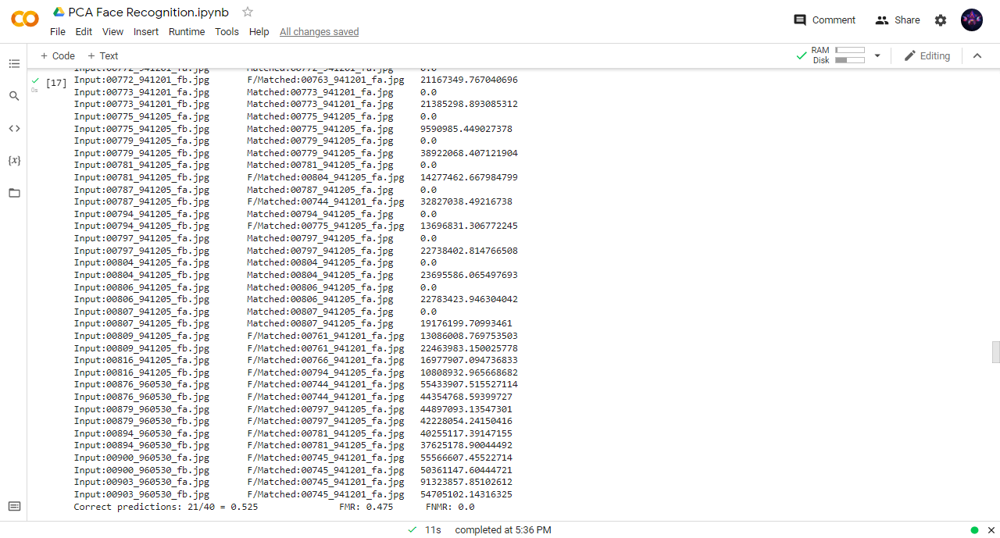 PCA Face Recognition.ipynb
Comment Share
File Edit View Insert Runtime Tools Help All changes saved
+ Code + Text RAM Disk Editing
Input:00772_941201_fa.jpg Matched:00772_941201_fa.jpg 0.0
[17] Input:00772_941201_fb.jpg F/Matched:00763_941201_fa.jpg 21167349.767040696
0s Input:00773_941201_fa.jpg Matched:00773_941201_fa.jpg 0.0
Input:00773_941201_fb.jpg Matched:00773_941201_fa.jpg 21385298.893085312
Input:00775_941205_fa.jpg Matched:00775_941205_fa.jpg 0.0
Input:00775_941205_fb.jpg Matched:00775_941205_fa.jpg 9590985.449027378
Input:00779_941205_fa.jpg Matched:00779_941205_fa.jpg 0.0
Input:00779_941205_fb.jpg Matched:00779_941205_fa.jpg 38922068.407121904
Input:00781_941205_fa.jpg Matched:00781_941205_fa.jpg 0.0
Input:00781_941205_fb.jpg F/Matched:00804_941205_fa.jpg 14277462.667984799
Input:00787_941205_fa.jpg Matched:00787_941205_fa.jpg 0.0
Input:00787_941205_fb.jpg F/Matched:00744_941201_fa.jpg 32827038.49216738
Input:00794_941205_fa.jpg Matched:00794_941205_fa.jpg 0.0
Input:00794_941205_fb.jpg F/Matched:00775_941205_fa.jpg 13696831.306772245
Input:00797_941205_fa.jpg Matched:00797_941205_fa.jpg 0.0
Input:00797_941205_fb.jpg Matched:00797_941205_fa.jpg 22738402.814766508
Input:00804_941205_fa.jpg Matched:00804_941205_fa.jpg 0.0
Input:00804_941205_fb.jpg Matched:00804_941205_fa.jpg 23695586.065497693
Input:00806_941205_fa.jpg Matched:00806_941205_fa.jpg 0.0
Input:00806_941205_fb.jpg Matched:00806_941205_fa.jpg 22783423.946304042
Input:00807_941205_fa.jpg Matched:00807_941205_fa.jpg 0.0
Input:00807_941205_fb.jpg Matched:00807_941205_fa.jpg 19176199.70993461
Input:00809_941205_fa.jpg F/Matched:00761_941201_fa.jpg 13086008.769753503
Input:00809_941205_fb.jpg F/Matched:00761_941201_fa.jpg 22463983.150025778
Input:00816_941205_fa.jpg F/Matched:00766_941201_fa.jpg 16977907.094736833
Input:00816_941205_fb.jpg F/Matched:00794_941205_fa.jpg 10808932.965668682
Input:00876_960530_fa.jpg F/Matched:00744_941201_fa.jpg 55433907.515527114
Input:00876_960530_fb.jpg F/Matched:00744_941201_fa.jpg 44354768.59399727
Input:00879_960530_fa.jpg F/Matched:00797_941205_fa.jpg 44897093.13547301
Input:00879_960530_fb.jpg F/Matched:00797_941205_fa.jpg 42228054.24150416
Input:00894_960530_fa.jpg F/Matched:00781_941205_fa.jpg 40255117.39147155
Input:00894_960530_fb.jpg F/Matched:00781_941205_fa.jpg 37625178.90044492
Input:00900_960530_fa.jpg F/Matched:00745_941201_fa.jpg 55566607.45522714
Input:00900_960530_fb.jpg F/Matched:00745_941201_fa.jpg 50361147.60444721
Input:00903_960530_fa.jpg F/Matched:00745_941201_fa.jpg 91323857.85102612
Input:00903_960530_fb.jpg F/Matched:00745_941201_fa.jpg 54705102.14316325
Correct predictions: 21/40 = 0.525 FMR: 0.475 FNMR: 0.0
11s completed at 5:36 PM